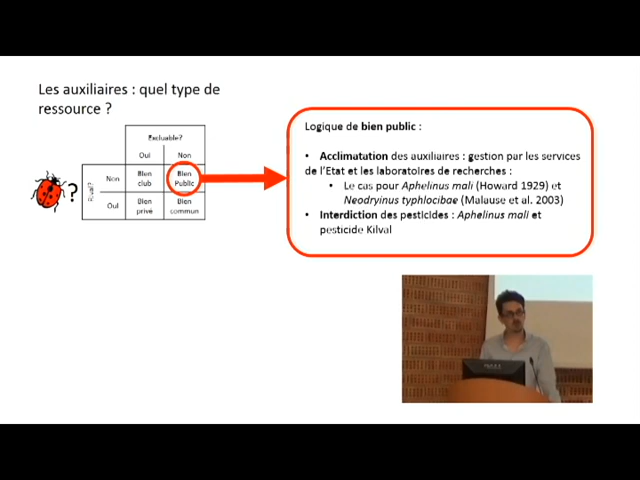 Les auxiliaires : quel type de
ressource ?
Excluable?
Oui Non
Rival?
Non
Bien
club
Bien
Public
Oui
Bien
privé
Bien
commun
?
Logique de bien public :
• Acclimatation des auxiliaires : gestion par les services
de l'Etat et les laboratoires de recherches :
• Le cas pour Aphelinus mali (Howard 1929) et
Neodryinus typhlocibae (Malause et al. 2003)
• Interdiction des pesticides : Aphelinus mali et
pesticide Kilval